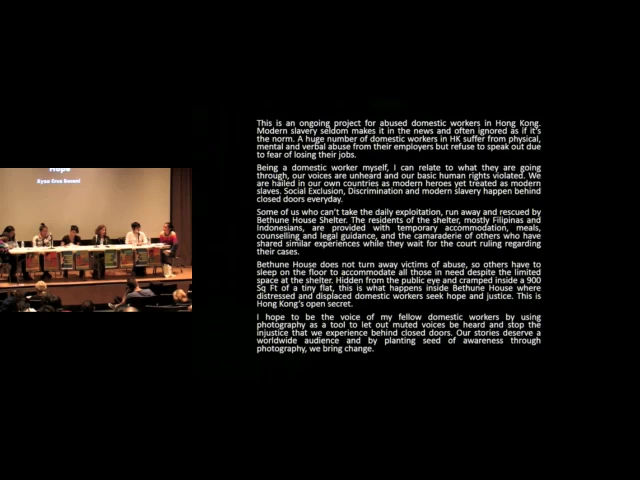 Hope
Xyza Cruz Bacani
This is an ongoing project for abused domestic workers in Hong Kong.
Modern slavery seldom makes it in the news and often ignored as if it's
the norm. A huge number of domestic workers in HK suffer from physical,
mental and verbal abuse from their employers but refuse to speak out due
to fear of losing their jobs.
Being a domestic worker myself, I can relate to what they are going
through, our voices are unheard and our basic human rights violated. We
are hailed in our own countries as modern heroes yet treated as modern
slaves. Social Exclusion, Discrimination and modern slavery happen behind
closed doors everyday.
Some of us who can't take the daily exploitation, run away and rescued by
Bethune House Shelter. The residents of the shelter, mostly Filipinas and
Indonesians, are provided with temporary accommodation, meals,
counselling and legal guidance, and the camaraderie of others who have
shared similar experiences while they wait for the court ruling regarding
their cases.
Bethune House does not turn away victims of abuse, so others have to
sleep on the floor to accommodate all those in need despite the limited
space at the shelter. Hidden from the public eye and cramped inside a 900
Sq Ft of a tiny flat, this is what happens inside Bethune House where
distressed and displaced domestic workers seek hope and justice. This is
Hong Kong's open secret.
I hope to be the voice of my fellow domestic workers by using
photography as a tool to let out muted voices be heard and stop the
injustice that we experience behind closed doors. Our stories deserve a
worldwide audience and by planting seed of awareness through
photography, we bring change.